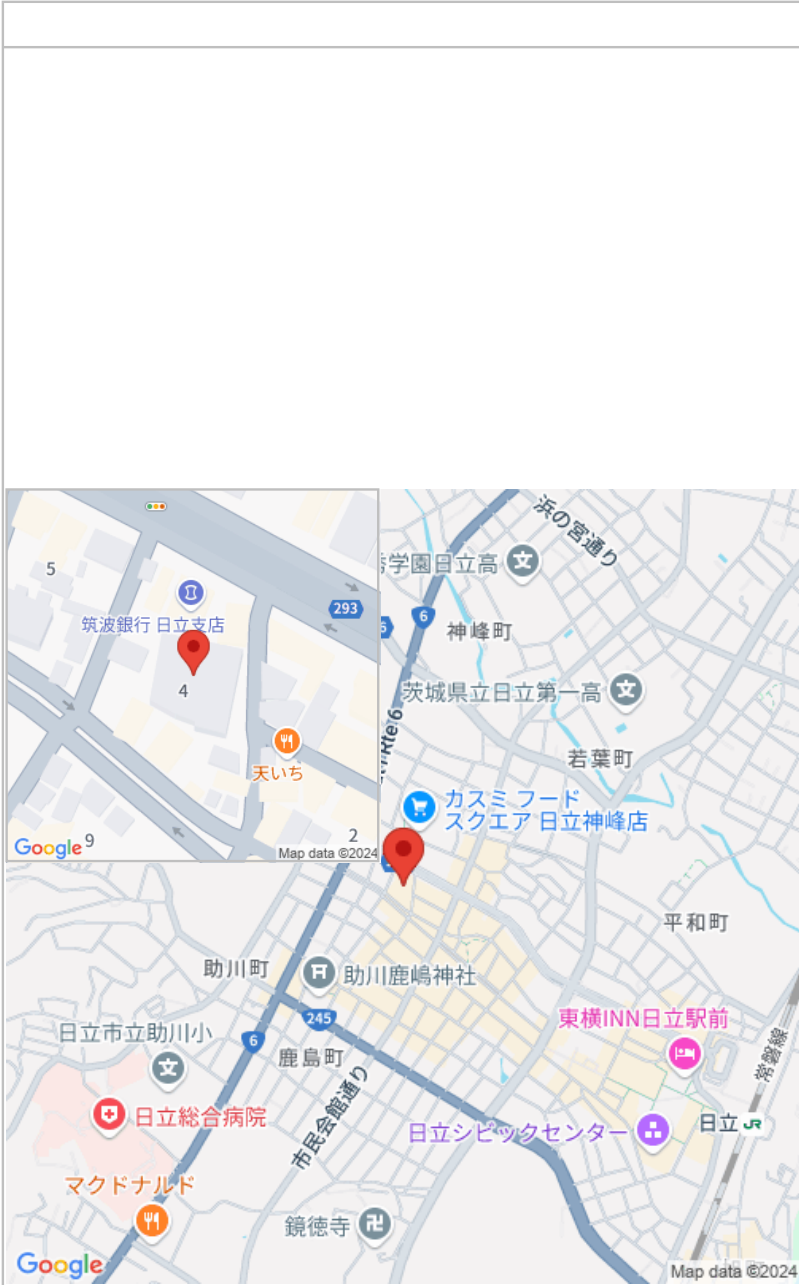 5
293
筑波銀行 日立支店
4
天いち
2
9
Google
Map data ©2024
浜の宮通り
学園日立高
6
6
神峰町
茨城県立日立第一高
Rte 6
若葉町
カスミ フード
スクエア 日立神峰店
平和町
助川町
助川鹿嶋神社
東横INN日立駅前
245
日立市立助川小
6
鹿島町
常磐線
市民会館通り
日立総合病院
日立シビックセンター
日立
JR
マクドナルド
鏡徳寺
Google
Map data ©2024